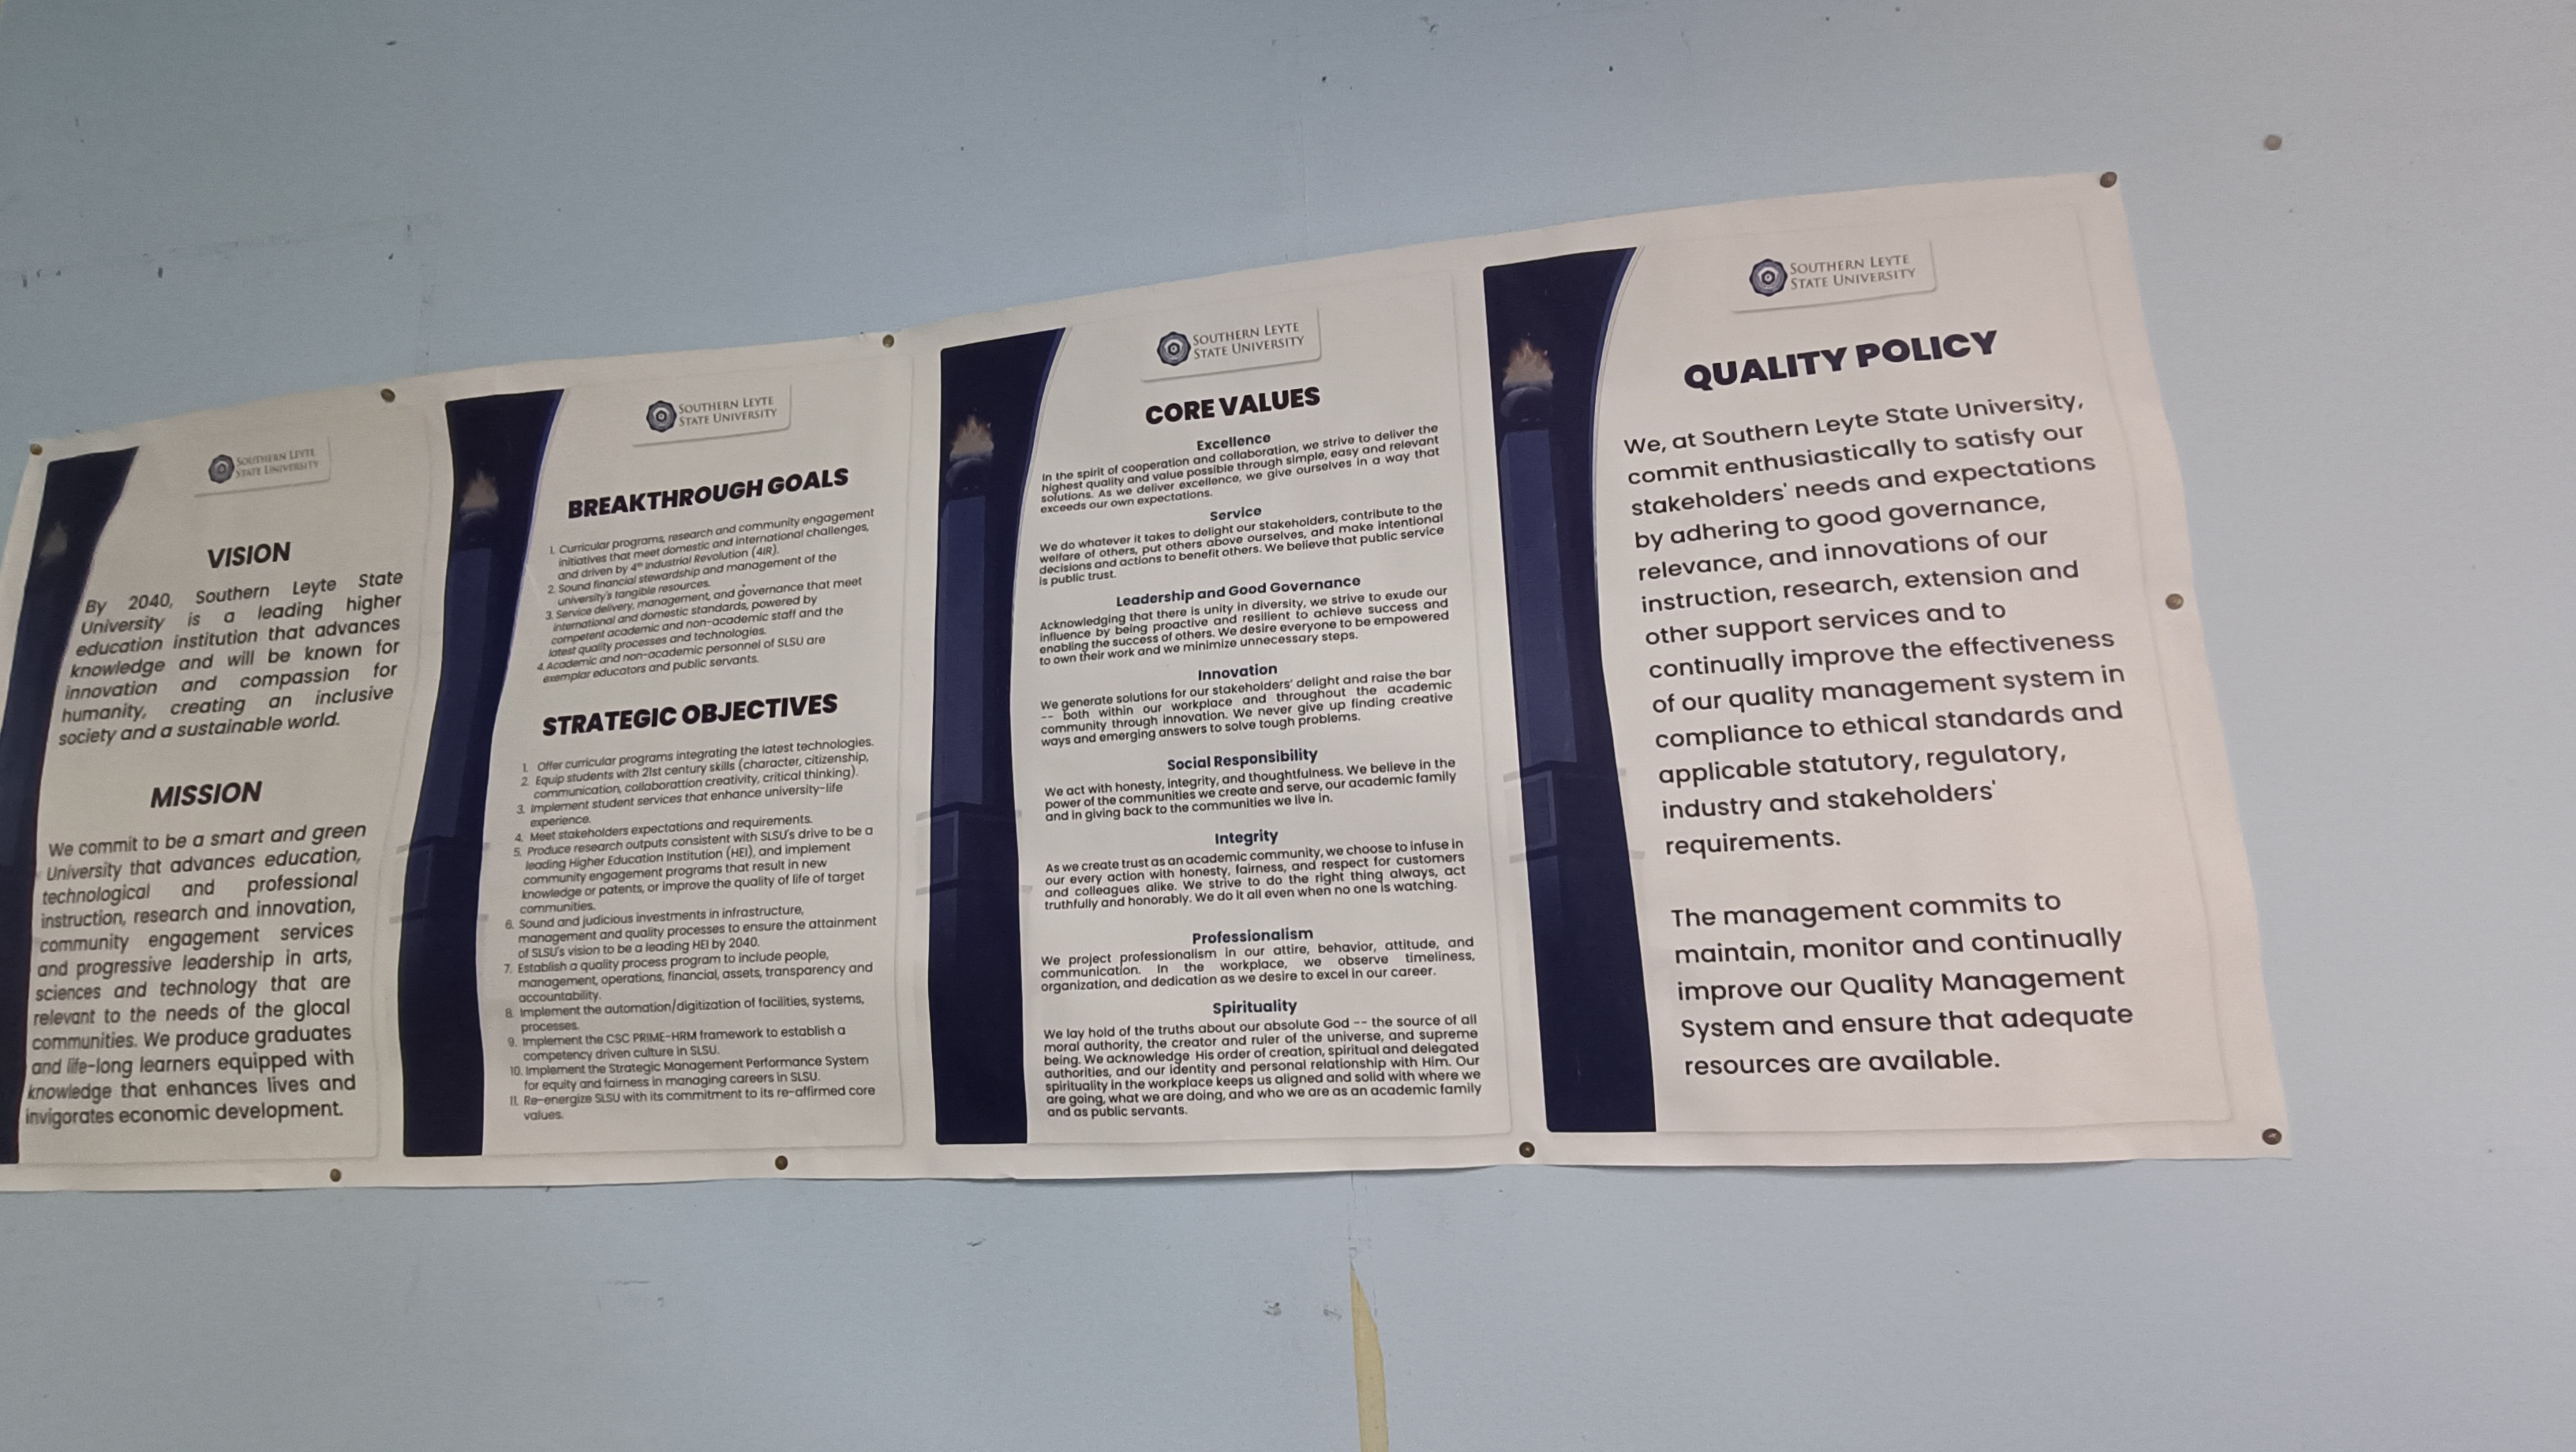 SOUTHERN LEYTE
STATE UNIVERSITY
VISION
By 2040, Southern Leyte State
University is a leading higher
education institution that advances
knowledge and will be known for
innovation and compassion for
humanity, creating an inclusive
society and a sustainable world.
MISSION
We commit to be a smart and green
University that advances education,
technological and professional
instruction, research and innovation,
community engagement services
and progressive leadership in arts,
sciences and technology that are
relevant to the needs of the glocal
communities. We produce graduates
and life-long learners equipped with
knowledge that enhances lives and
invigorates economic development.
SOUTHERN LEYTE
STATE UNIVERSITY
BREAKTHROUGH GOALS
1. Curricular programs, research and community engagement
initiatives that meet domestic and international challenges,
and driven by 4th Industrial Revolution (4IR).
2. Sound financial stewardship and management of the
university's tangible resources.
3. Service delivery, management, and governance that meet
international and domestic standards, powered by
competent academic and non-academic staff and the
latest quality processes and technologies.
4. Academic and non-academic personnel of SLSU are
exemplar educators and public servants.
STRATEGIC OBJECTIVES
1. Offer curricular programs integrating the latest technologies.
2. Equip students with 21st century skills (character, citizenship,
communication, collaborattion creativity, critical thinking).
3. Implement student services that enhance university-life
experience.
4. Meet stakeholders expectations and requirements.
5. Produce research outputs consistent with SLSU's drive to be a
leading Higher Education Institution (HEI), and implement
community engagement programs that result in new
knowledge or patents, or improve the quality of life of target
communities.
6. Sound and judicious investments in infrastructure,
management and quality processes to ensure the attainment
of SLSU's vision to be a leading HEI by 2040.
7. Establish a quality process program to include people,
management, operations, financial, assets, transparency and
accountability.
8. Implement the automation/digitization of facilities, systems,
processes.
9. Implement the CSC PRIME-HRM framework to establish a
competency driven culture in SLSU.
10. Implement the Strategic Management Performance System
for equity and fairness in managing careers in SLSU.
11. Re-energize SLSU with its commitment to its re-affirmed core
values.
SOUTHERN LEYTE
STATE UNIVERSITY
CORE VALUES
Excellence
In the spirit of cooperation and collaboration, we strive to deliver the
highest quality and value possible through simple, easy and relevant
solutions. As we deliver excellence, we give ourselves in a way that
exceeds our own expectations.
Service
We do whatever it takes to delight our stakeholders, contribute to the
welfare of others, put others above ourselves, and make intentional
decisions and actions to benefit others. We believe that public service
is public trust.
Leadership and Good Governance
Acknowledging that there is unity in diversity, we strive to exude our
influence by being proactive and resilient to achieve success and
enabling the success of others. We desire everyone to be empowered
to own their work and we minimize unnecessary steps.
Innovation
We generate solutions for our stakeholders' delight and raise the bar
-- both within our workplace and throughout the academic
community through innovation. We never give up finding creative
ways and emerging answers to solve tough problems.
Social Responsibility
We act with honesty, integrity, and thoughtfulness. We believe in the
power of the communities we create and serve, our academic family
and in giving back to the communities we live in.
Integrity
As we create trust as an academic community, we choose to infuse in
our every action with honesty, fairness, and respect for customers
and colleagues alike. We strive to do the right thing always, act
truthfully and honorably. We do it all even when no one is watching.
Professionalism
We project professionalism in our attire, behavior, attitude, and
communication. In the workplace, we observe timeliness,
organization, and dedication as we desire to excel in our career.
Spirituality
We lay hold of the truths about our absolute God -- the source of all
moral authority, the creator and ruler of the universe, and supreme
being. We acknowledge His order of creation, spiritual and delegated
authorities, and our identity and personal relationship with Him. Our
spirituality in the workplace keeps us aligned and solid with where we
are going, what we are doing, and who we are as an academic family
and as public servants.
SOUTHERN LEYTE
STATE UNIVERSITY
QUALITY POLICY
We, at Southern Leyte State University,
commit enthusiastically to satisfy our
stakeholders' needs and expectations
by adhering to good governance,
relevance, and innovations of our
instruction, research, extension and
other support services and to
continually improve the effectiveness
of our quality management system in
compliance to ethical standards and
applicable statutory, regulatory,
industry and stakeholders'
requirements.
The management commits to
maintain, monitor and continually
improve our Quality Management
System and ensure that adequate
resources are available.